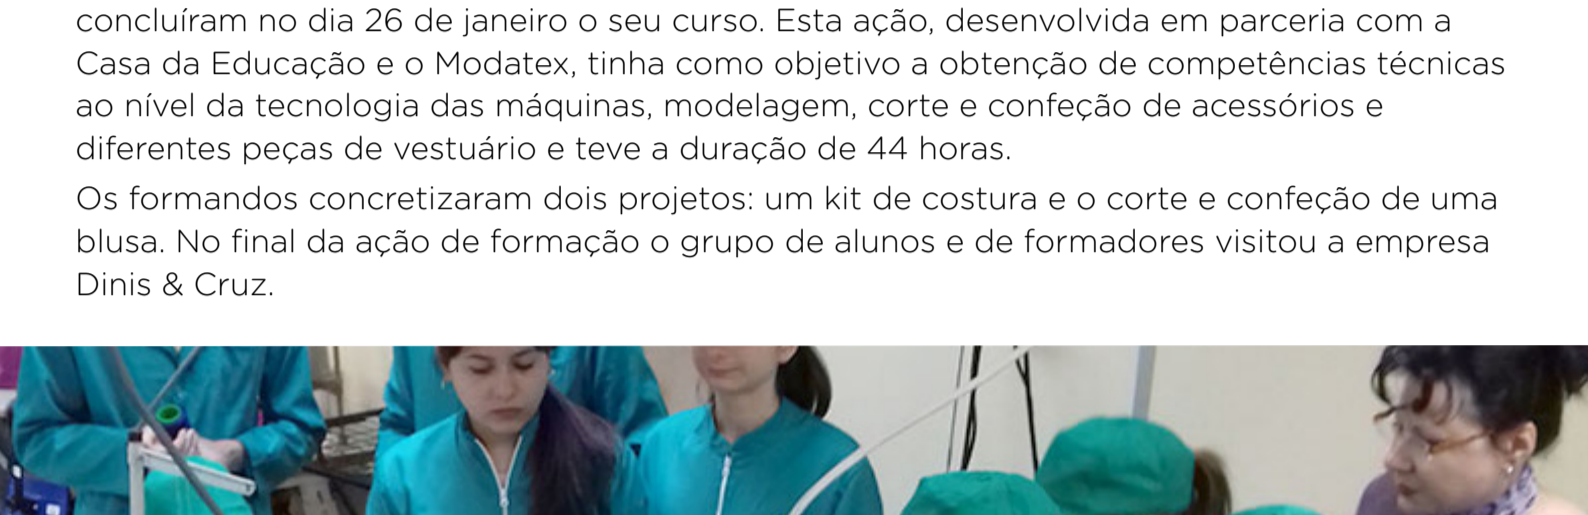 concluíram no dia 26 de janeiro o seu curso. Esta ação, desenvolvida em parceria com a
Casa da Educação e o Modatex, tinha como objetivo a obtenção de competências técnicas
ao nível da tecnologia das máquinas, modelagem, corte e confeção de acessórios e
diferentes peças de vestuário e teve a duração de 44 horas.
Os formandos concretizaram dois projetos: um kit de costura e o corte e confeção de uma
blusa. No final da ação de formação o grupo de alunos e de formadores visitou a empresa
Dinis & Cruz.